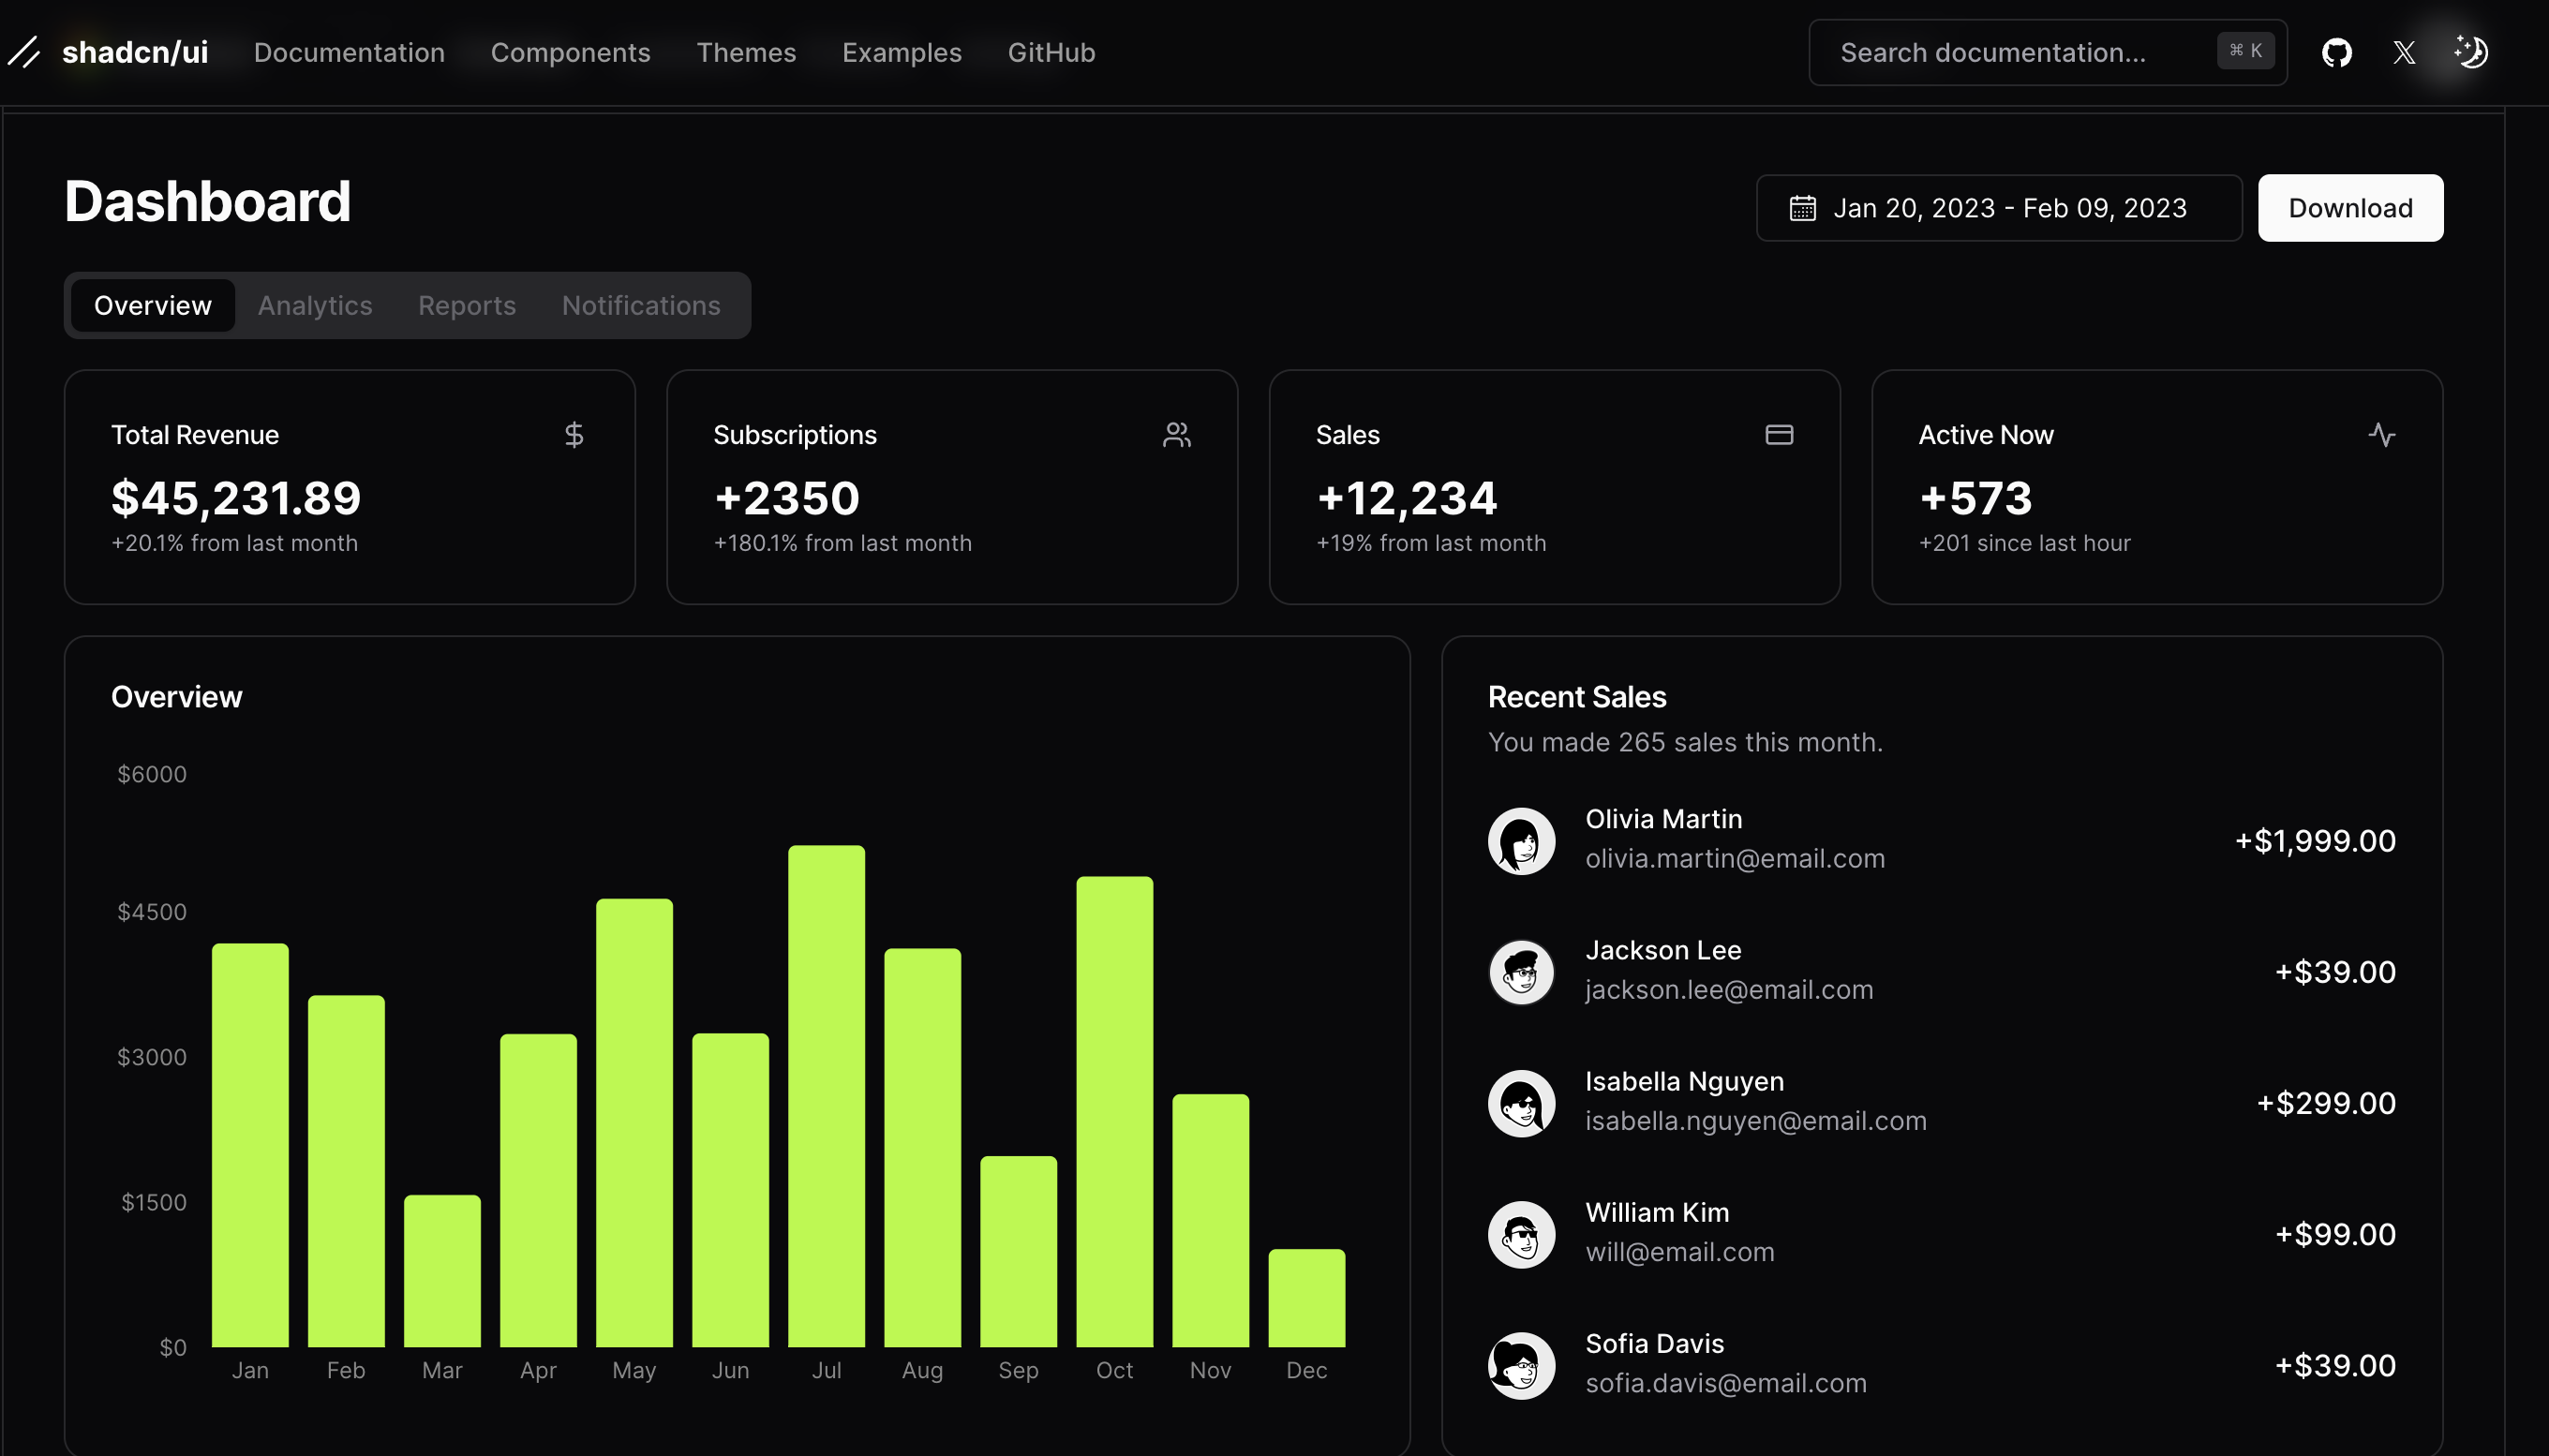 shadcn/ui Documentation Components Themes Examples GitHub Search documentation... ⌘ K
Dashboard
Jan 20, 2023 - Feb 09, 2023 Download
Overview Analytics Reports Notifications
Total Revenue
$45,231.89
+20.1% from last month
Subscriptions
+2350
+180.1% from last month
Sales
+12,234
+19% from last month
Active Now
+573
+201 since last hour
Overview
$6000
$4500
$3000
$1500
$0
Jan Feb Mar Apr May Jun Jul Aug Sep Oct Nov Dec
Recent Sales
You made 265 sales this month.
Olivia Martin
olivia.martin@email.com
+$1,999.00
Jackson Lee
jackson.lee@email.com
+$39.00
Isabella Nguyen
isabella.nguyen@email.com
+$299.00
William Kim
will@email.com
+$99.00
Sofia Davis
sofia.davis@email.com
+$39.00